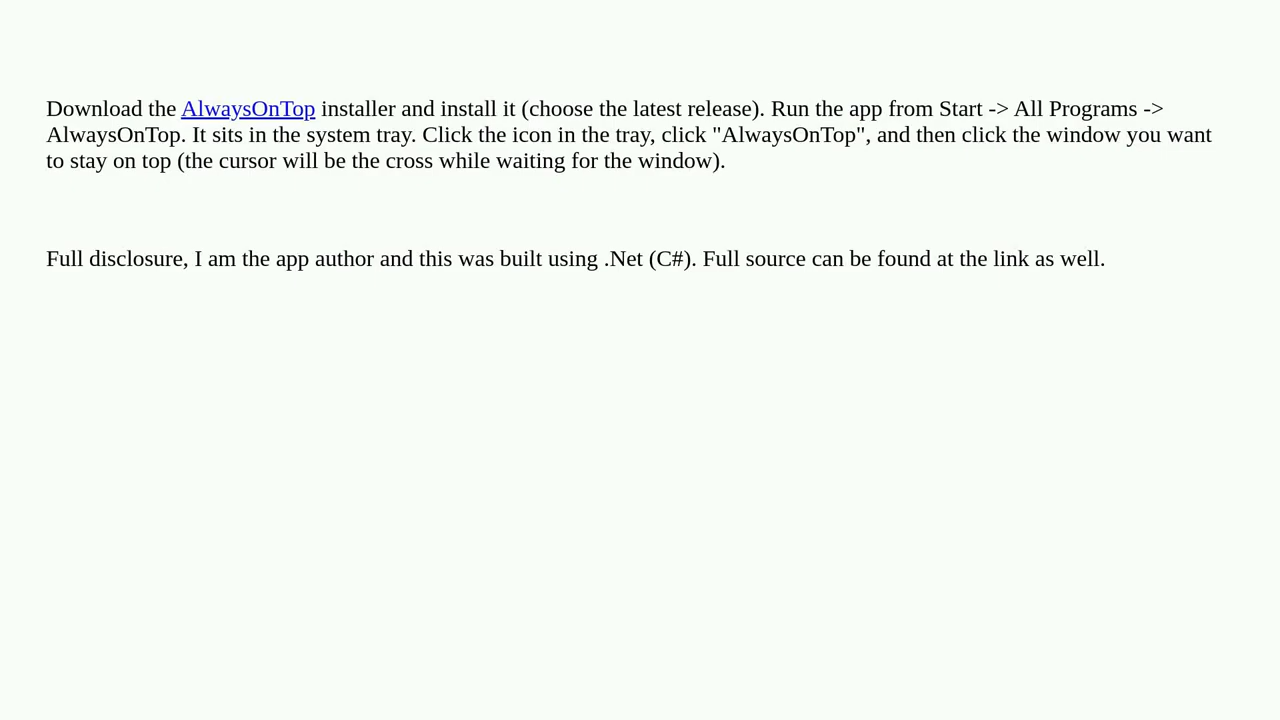 Download the AlwaysOnTop installer and install it (choose the latest release). Run the app from Start -> All Programs ->
AlwaysOnTop. It sits in the system tray. Click the icon in the tray, click "AlwaysOnTop", and then click the window you want
to stay on top (the cursor will be the cross while waiting for the window).
Full disclosure, I am the app author and this was built using .Net (C#). Full source can be found at the link as well.